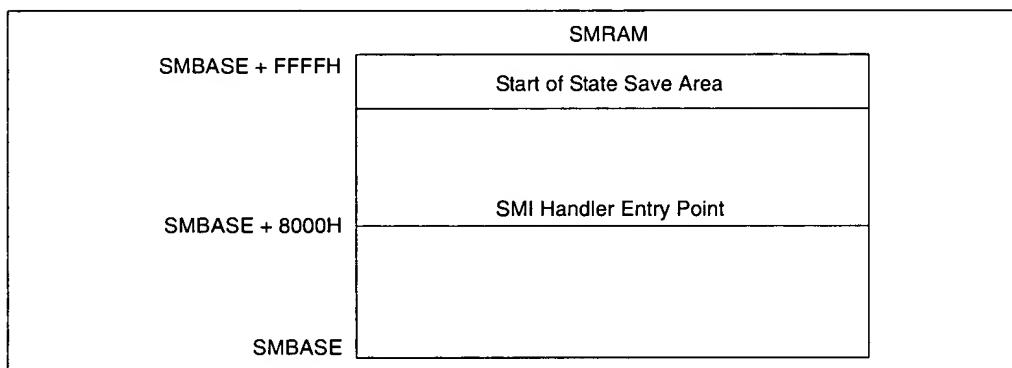 SMRAM
SMBASE + FFFFH
Start of State Save Area
SMI Handler Entry Point
SMBASE + 8000H
SMBASE